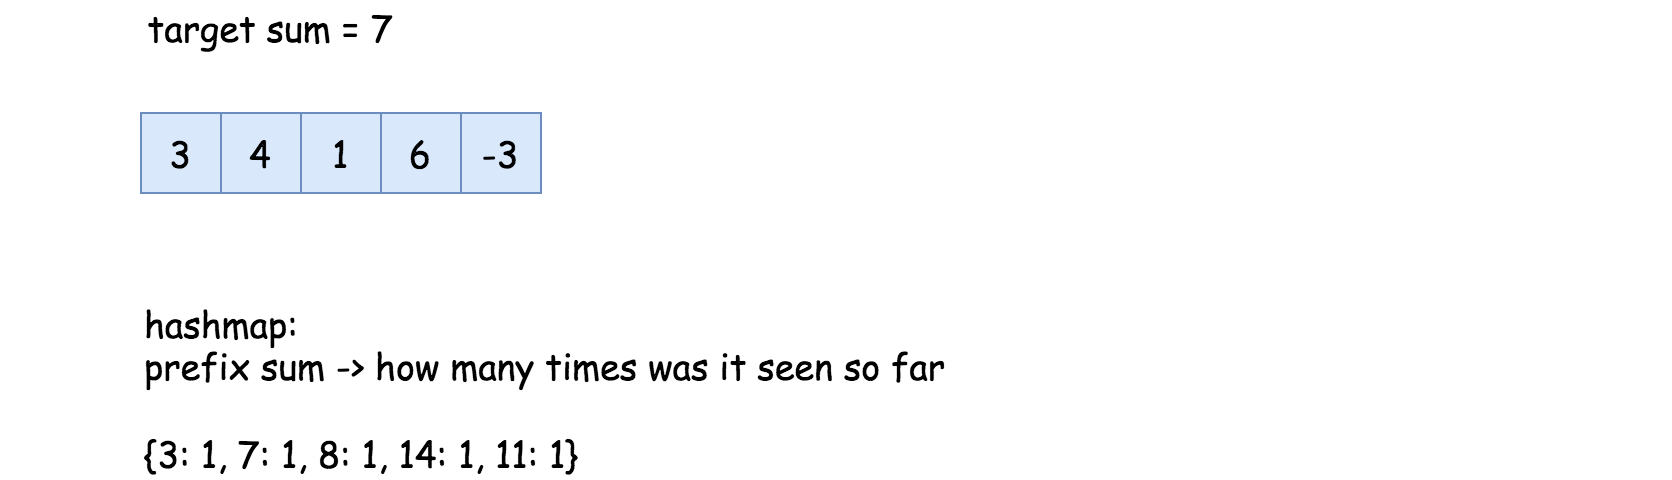 target sum = 7
3 4 1 6 -3
hashmap:
prefix sum -> how many times was it seen so far
{3: 1, 7: 1, 8: 1, 14: 1, 11: 1}